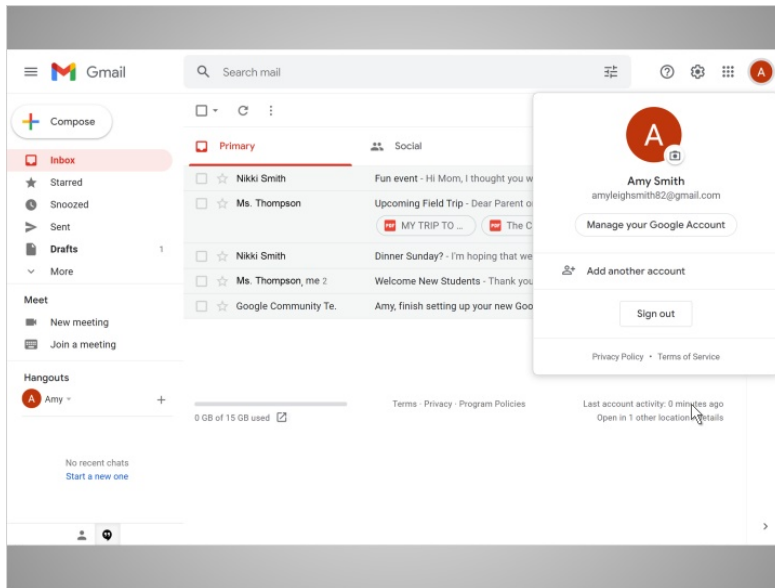 Gmail
Search mail
A
Compose
Inbox
Starred
Snoozed
Sent
Drafts 1
More
Meet
New meeting
Join a meeting
Hangouts
A Amy
No recent chats
Start a new one
Primary
Social
Nikki Smith Fun event - Hi Mom, I thought you w
Ms. Thompson Upcoming Field Trip - Dear Parent o
PDF MY TRIP TO ... PDF The C
Nikki Smith Dinner Sunday? - I'm hoping that we
Ms. Thompson, me 2 Welcome New Students - Thank you
Google Community Te. Amy, finish setting up your new Goo
0 GB of 15 GB used
Terms · Privacy · Program Policies
Last account activity: 0 minutes ago
Open in 1 other location Details
A
Amy Smith
amyleighsmith82@gmail.com
Manage your Google Account
Add another account
Sign out
Privacy Policy • Terms of Service